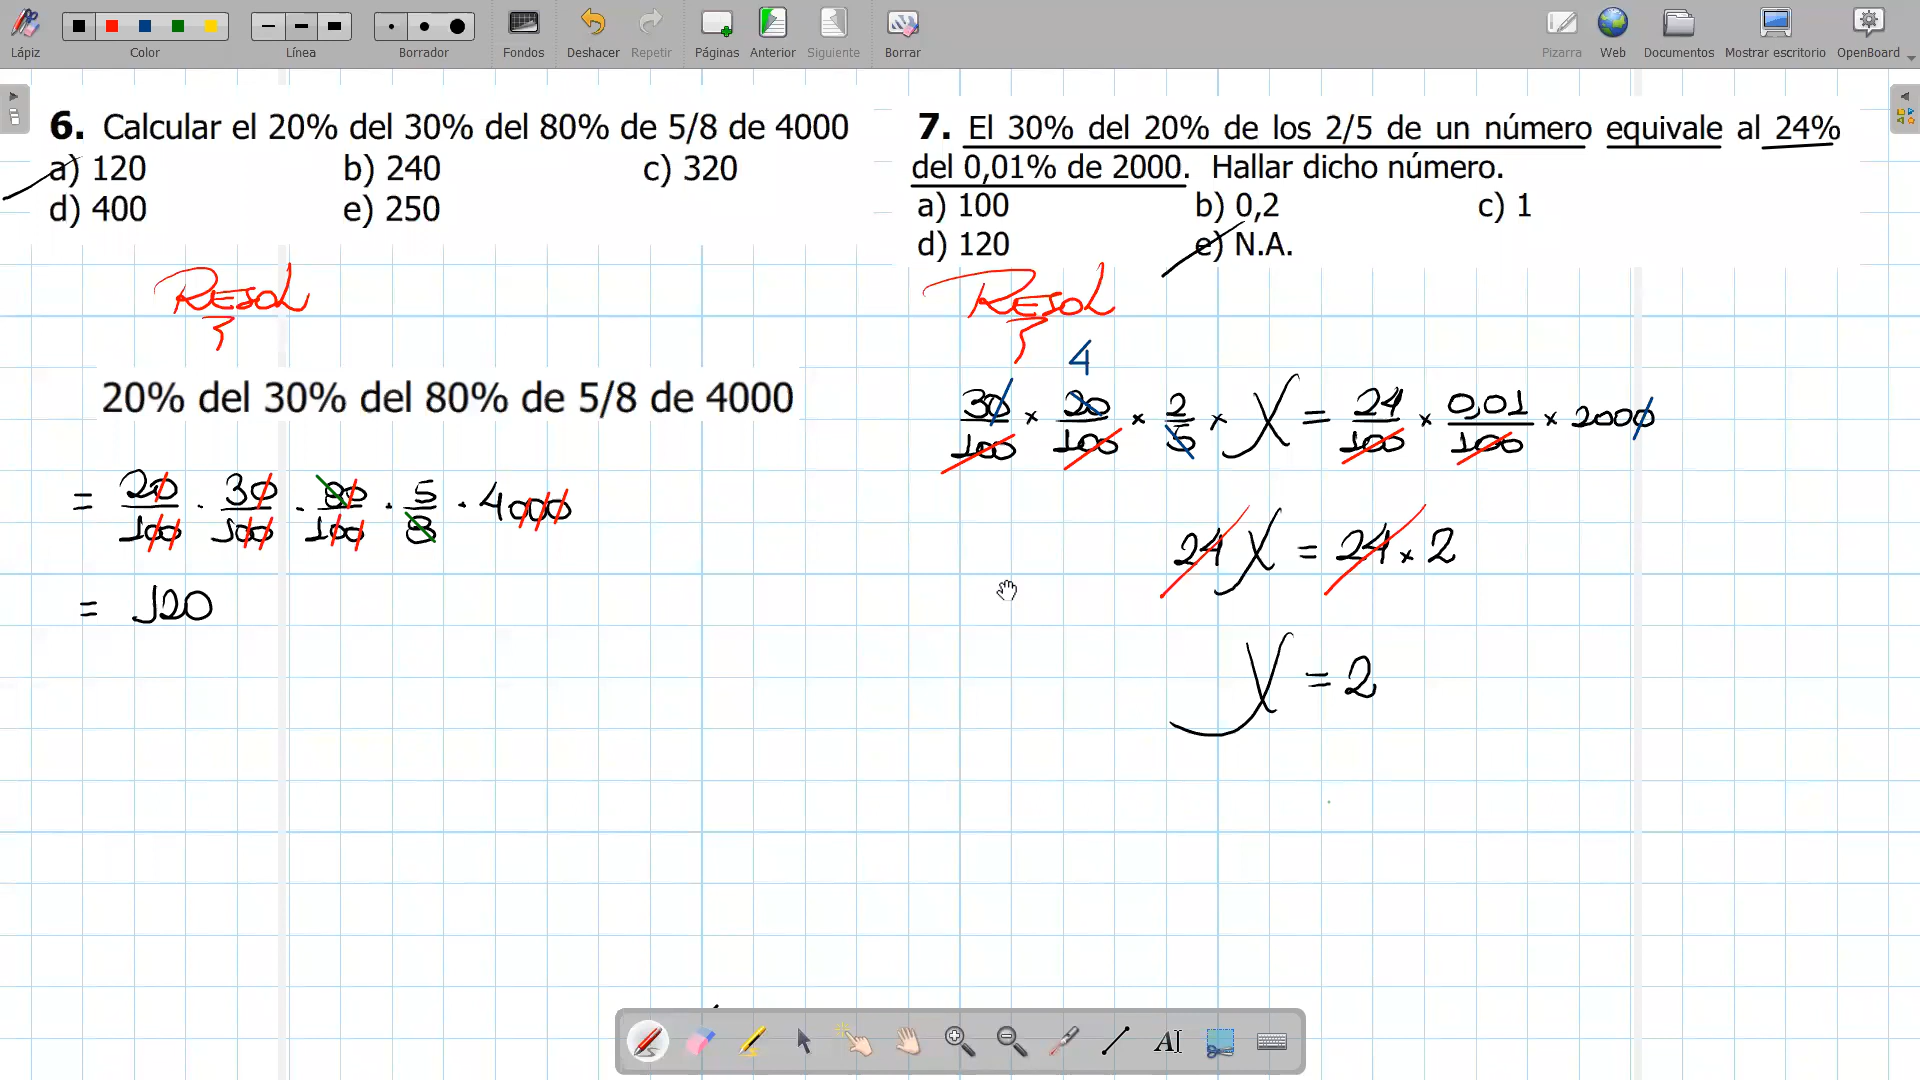 Lápiz
Color
Línea
Borrador
Fondos
Deshacer
Repetir
Páginas
Anterior
Siguiente
Borrar
Pizarra
Web
Documentos
Mostrar escritorio
OpenBoard
6. Calcular el 20% del 30% del 80% de 5/8 de 4000
a) 120 b) 240 c) 320
d) 400 e) 250
RESOL
20% del 30% del 80% de 5/8 de 4000
= 20/100 · 30/100 · 80/100 · 5/8 · 4000
= 120
7. El 30% del 20% de los 2/5 de un número equivale al 24%
del 0,01% de 2000. Hallar dicho número.
a) 100 b) 0,2 c) 1
d) 120 e) N.A.
RESOL
4
30/100 × 20/100 × 2/5 × X = 24/100 × 0,01/100 × 2000
24 X = 24 × 2
X = 2